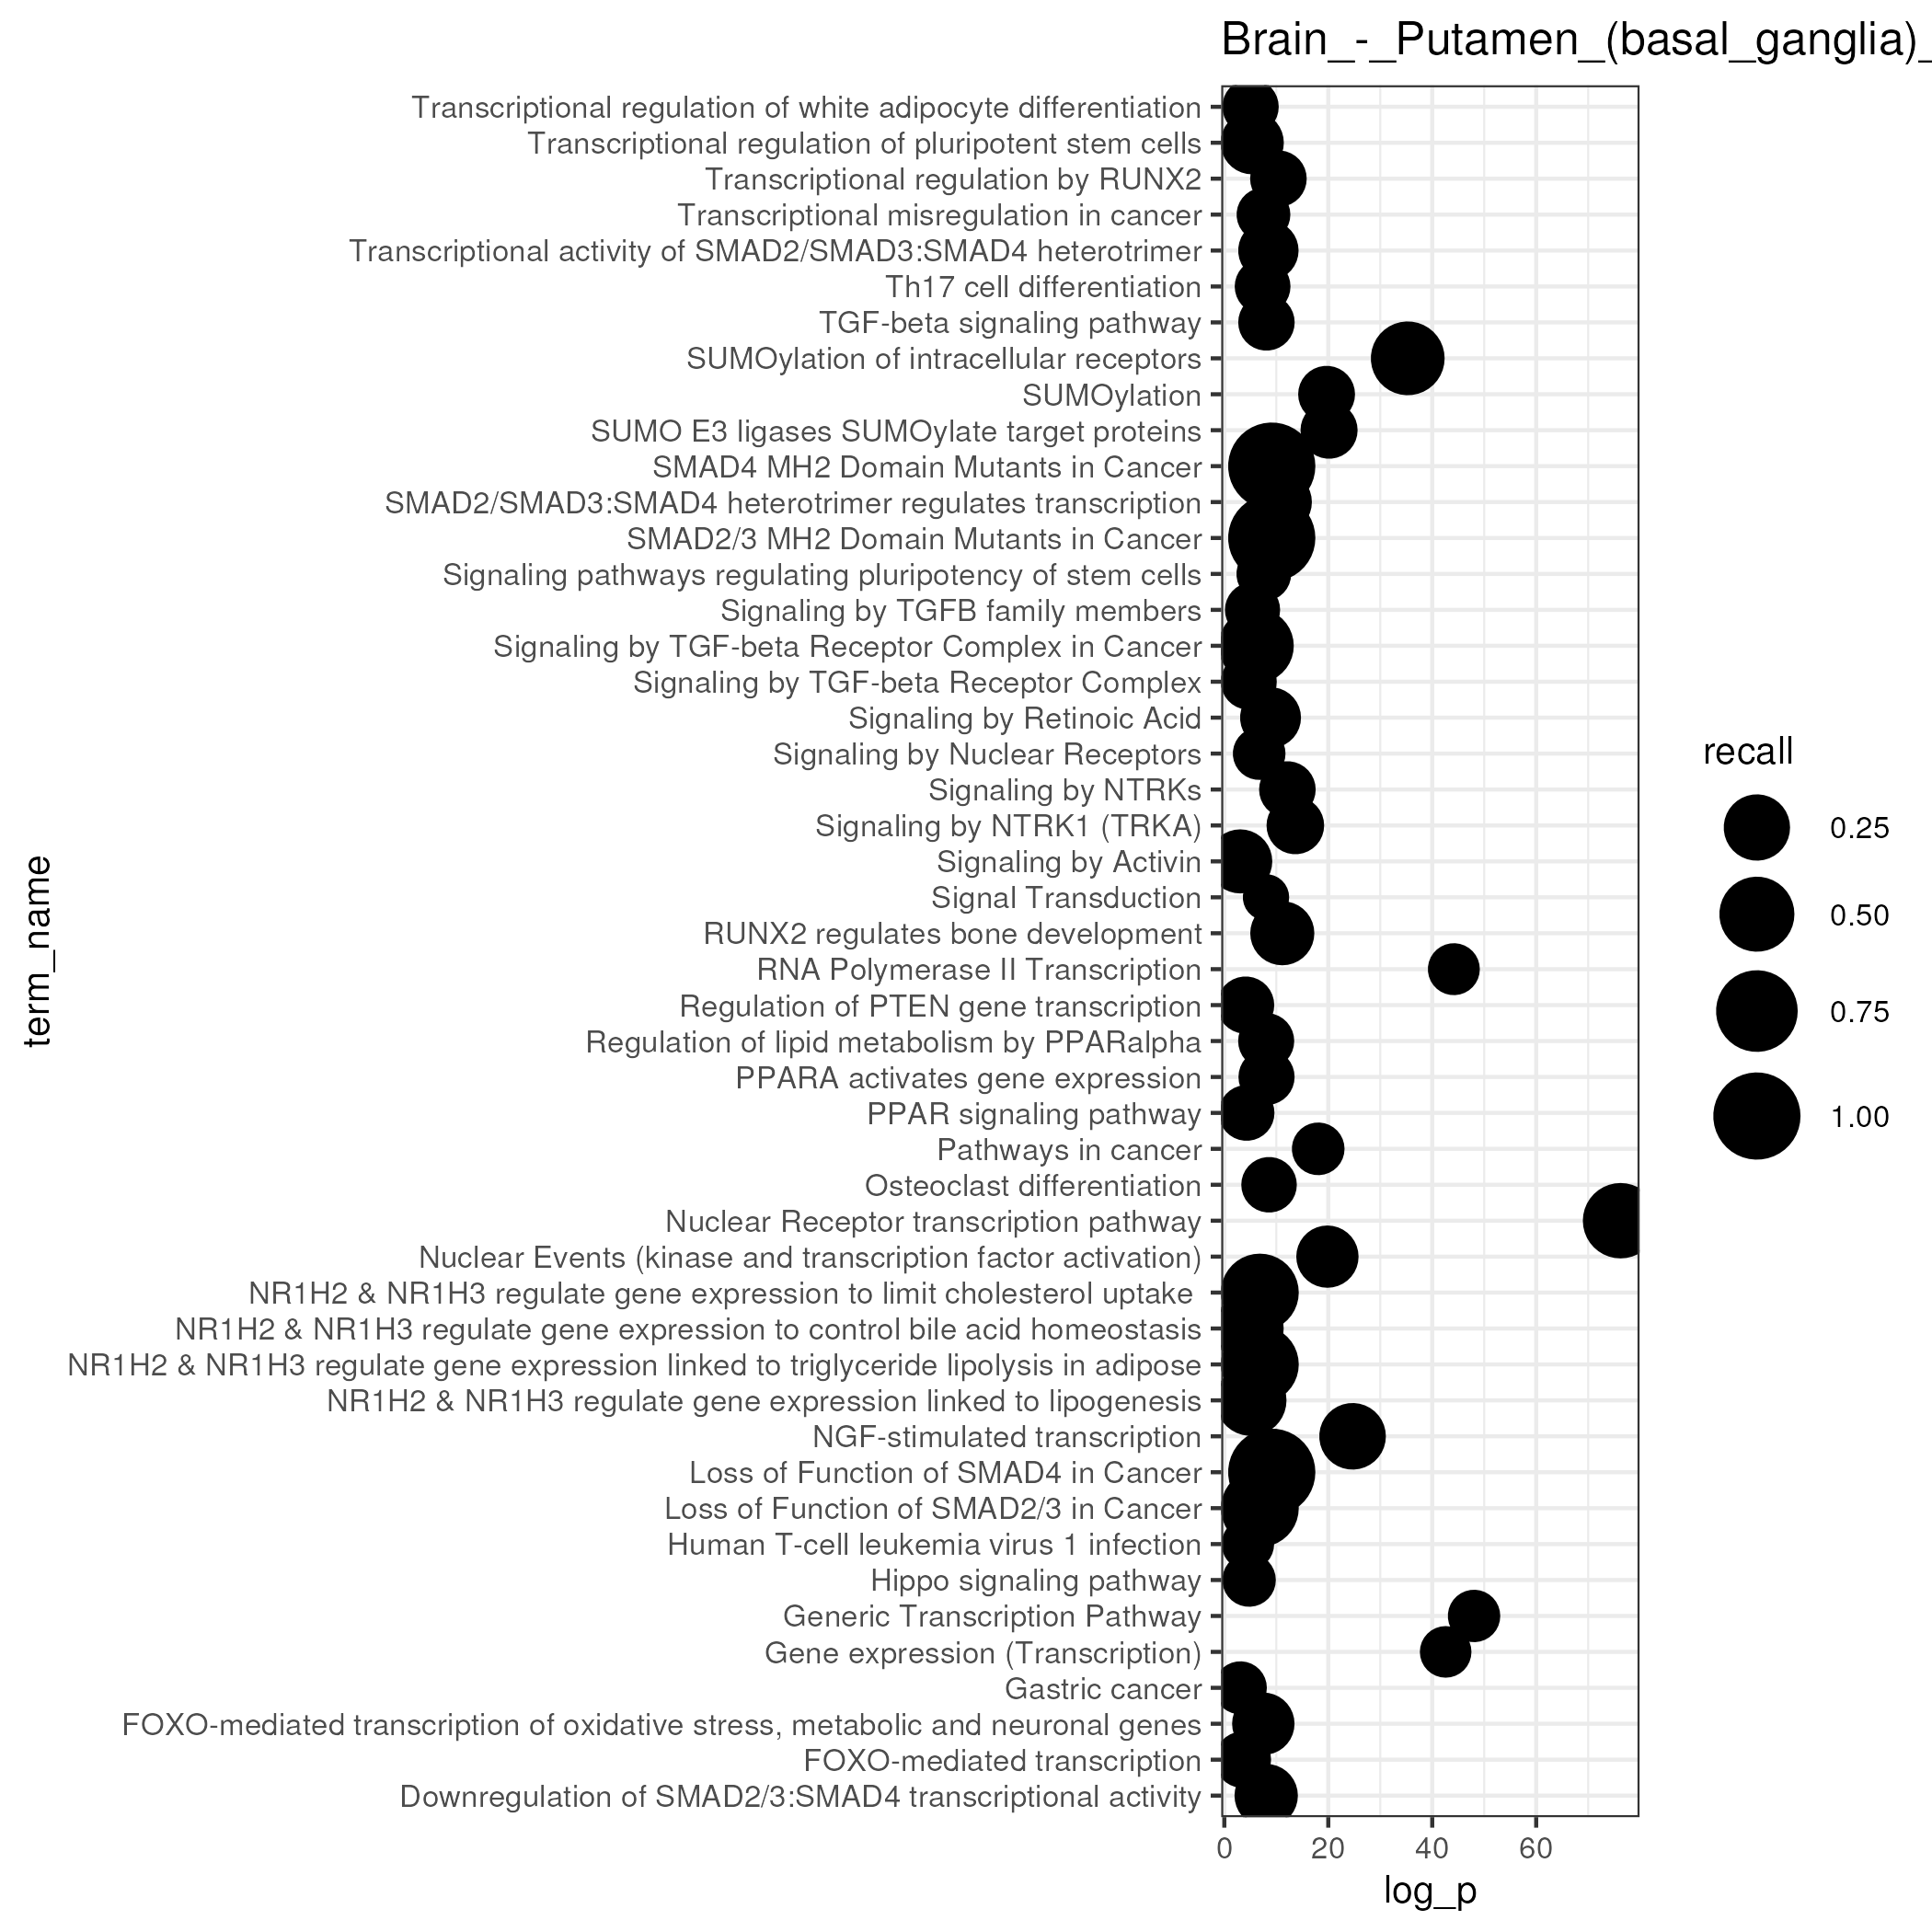 Brain_-_Putamen_(basal_ganglia)_
Transcriptional regulation of white adipocyte differentiation
Transcriptional regulation of pluripotent stem cells
Transcriptional regulation by RUNX2
Transcriptional misregulation in cancer
Transcriptional activity of SMAD2/SMAD3:SMAD4 heterotrimer
Th17 cell differentiation
TGF-beta signaling pathway
SUMOylation of intracellular receptors
SUMOylation
SUMO E3 ligases SUMOylate target proteins
SMAD4 MH2 Domain Mutants in Cancer
SMAD2/SMAD3:SMAD4 heterotrimer regulates transcription
SMAD2/3 MH2 Domain Mutants in Cancer
Signaling pathways regulating pluripotency of stem cells
Signaling by TGFB family members
Signaling by TGF-beta Receptor Complex in Cancer
Signaling by TGF-beta Receptor Complex
Signaling by Retinoic Acid
Signaling by Nuclear Receptors
Signaling by NTRKs
Signaling by NTRK1 (TRKA)
Signaling by Activin
Signal Transduction
RUNX2 regulates bone development
RNA Polymerase II Transcription
Regulation of PTEN gene transcription
Regulation of lipid metabolism by PPARalpha
PPARA activates gene expression
PPAR signaling pathway
Pathways in cancer
Osteoclast differentiation
Nuclear Receptor transcription pathway
Nuclear Events (kinase and transcription factor activation)
NR1H2 & NR1H3 regulate gene expression to limit cholesterol uptake
NR1H2 & NR1H3 regulate gene expression to control bile acid homeostasis
NR1H2 & NR1H3 regulate gene expression linked to triglyceride lipolysis in adipose
NR1H2 & NR1H3 regulate gene expression linked to lipogenesis
NGF-stimulated transcription
Loss of Function of SMAD4 in Cancer
Loss of Function of SMAD2/3 in Cancer
Human T-cell leukemia virus 1 infection
Hippo signaling pathway
Generic Transcription Pathway
Gene expression (Transcription)
Gastric cancer
FOXO-mediated transcription of oxidative stress, metabolic and neuronal genes
FOXO-mediated transcription
Downregulation of SMAD2/3:SMAD4 transcriptional activity
term_name
0 20 40 60
log_p
recall
0.25
0.50
0.75
1.00